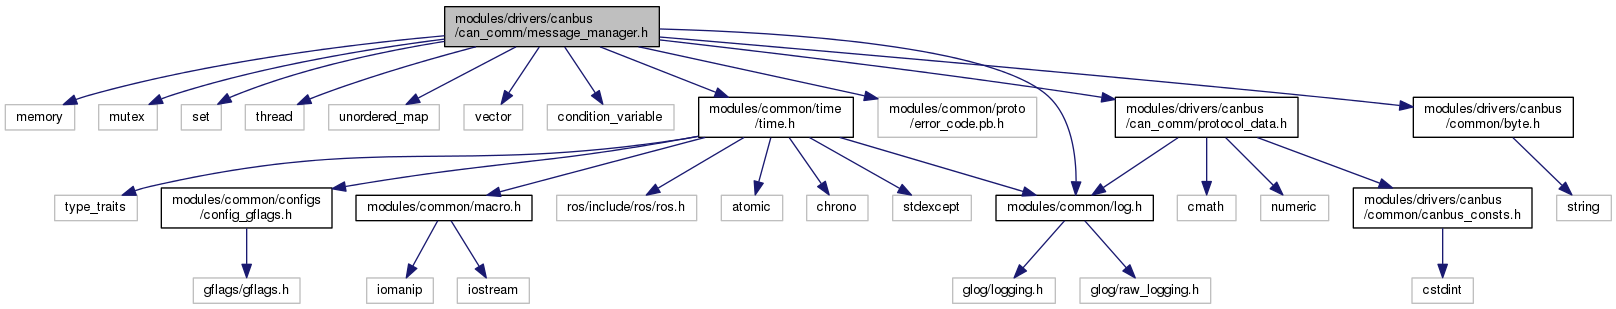 modules/drivers/canbus
/can_comm/message_manager.h
memory
mutex
set
thread
unordered_map
vector
condition_variable
modules/common/time
/time.h
modules/common/proto
/error_code.pb.h
modules/drivers/canbus
/can_comm/protocol_data.h
modules/drivers/canbus
/common/byte.h
type_traits
modules/common/configs
/config_gflags.h
modules/common/macro.h
ros/include/ros/ros.h
atomic
chrono
stdexcept
modules/common/log.h
cmath
numeric
modules/drivers/canbus
/common/canbus_consts.h
string
gflags/gflags.h
iomanip
iostream
glog/logging.h
glog/raw_logging.h
cstdint